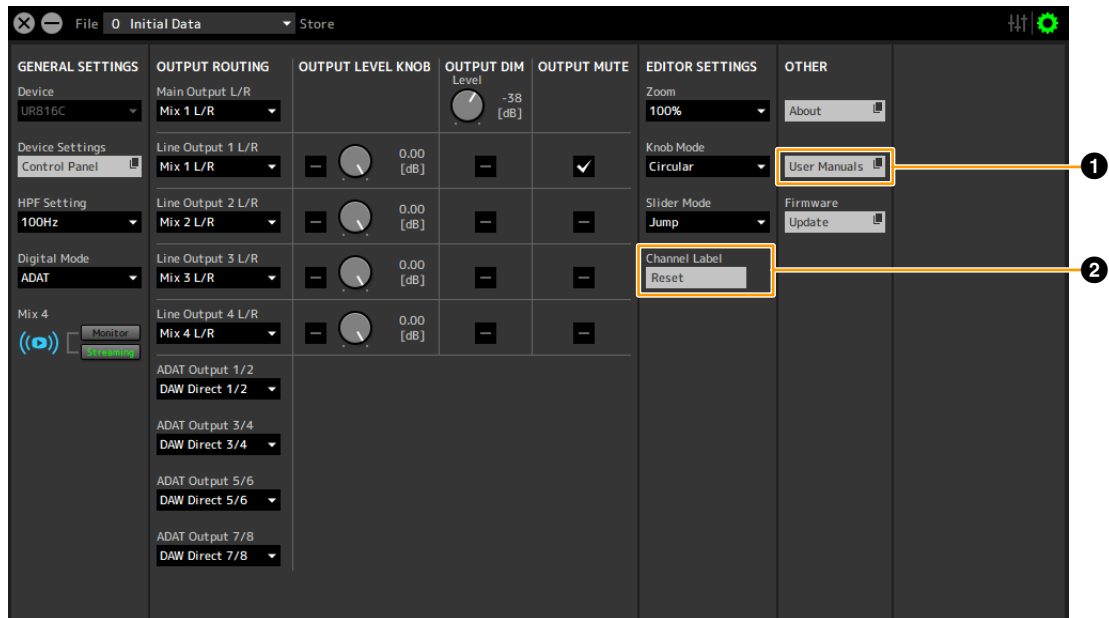 File 0 Initial Data Store
GENERAL SETTINGS
Device
UR816C
Device Settings
Control Panel
HPF Setting
100Hz
Digital Mode
ADAT
Mix 4
Monitor
Streaming
OUTPUT ROUTING
Main Output L/R
Mix 1 L/R
Line Output 1 L/R
Mix 1 L/R
Line Output 2 L/R
Mix 2 L/R
Line Output 3 L/R
Mix 3 L/R
Line Output 4 L/R
Mix 4 L/R
ADAT Output 1/2
DAW Direct 1/2
ADAT Output 3/4
DAW Direct 3/4
ADAT Output 5/6
DAW Direct 5/6
ADAT Output 7/8
DAW Direct 7/8
OUTPUT LEVEL KNOB
0.00
[dB]
0.00
[dB]
0.00
[dB]
0.00
[dB]
OUTPUT DIM
Level
-38
[dB]
OUTPUT MUTE
EDITOR SETTINGS
Zoom
100%
Knob Mode
Circular
Slider Mode
Jump
Channel Label
Reset
OTHER
About
User Manuals
Firmware
Update
1
2